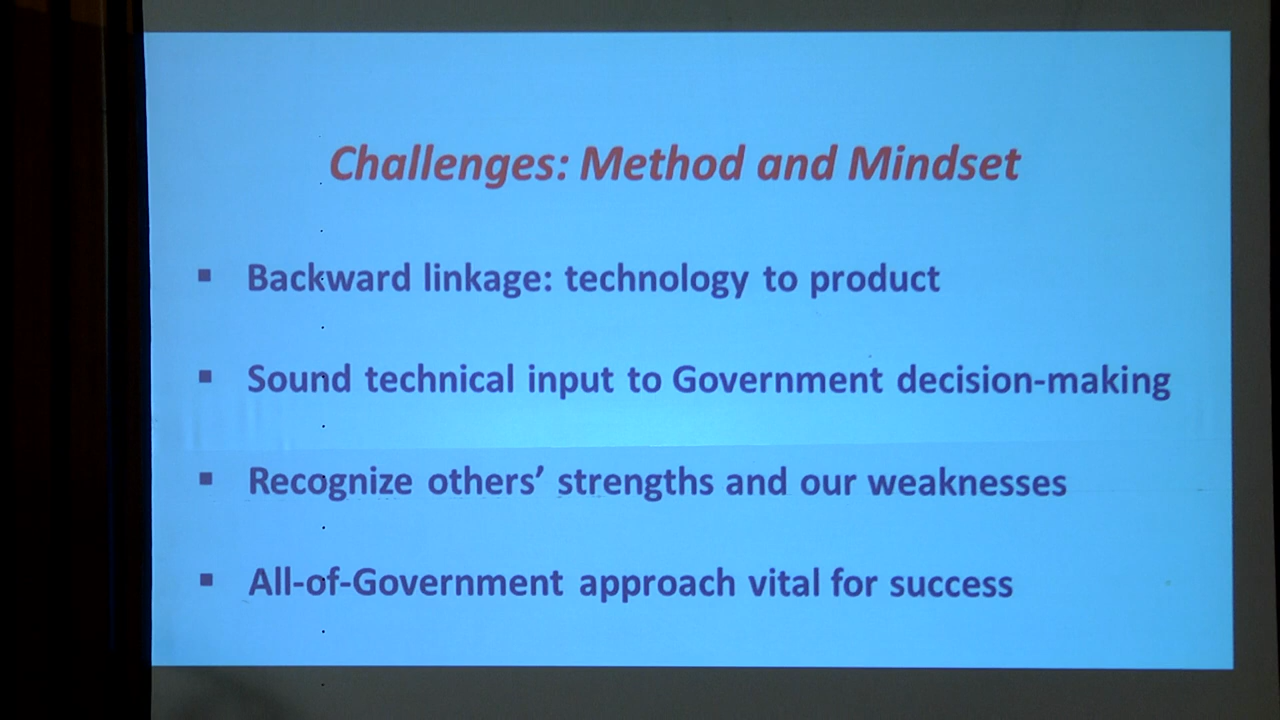 Challenges: Method and Mindset
▪ Backward linkage: technology to product
▪ Sound technical input to Government decision-making
▪ Recognize others’ strengths and our weaknesses
▪ All-of-Government approach vital for success